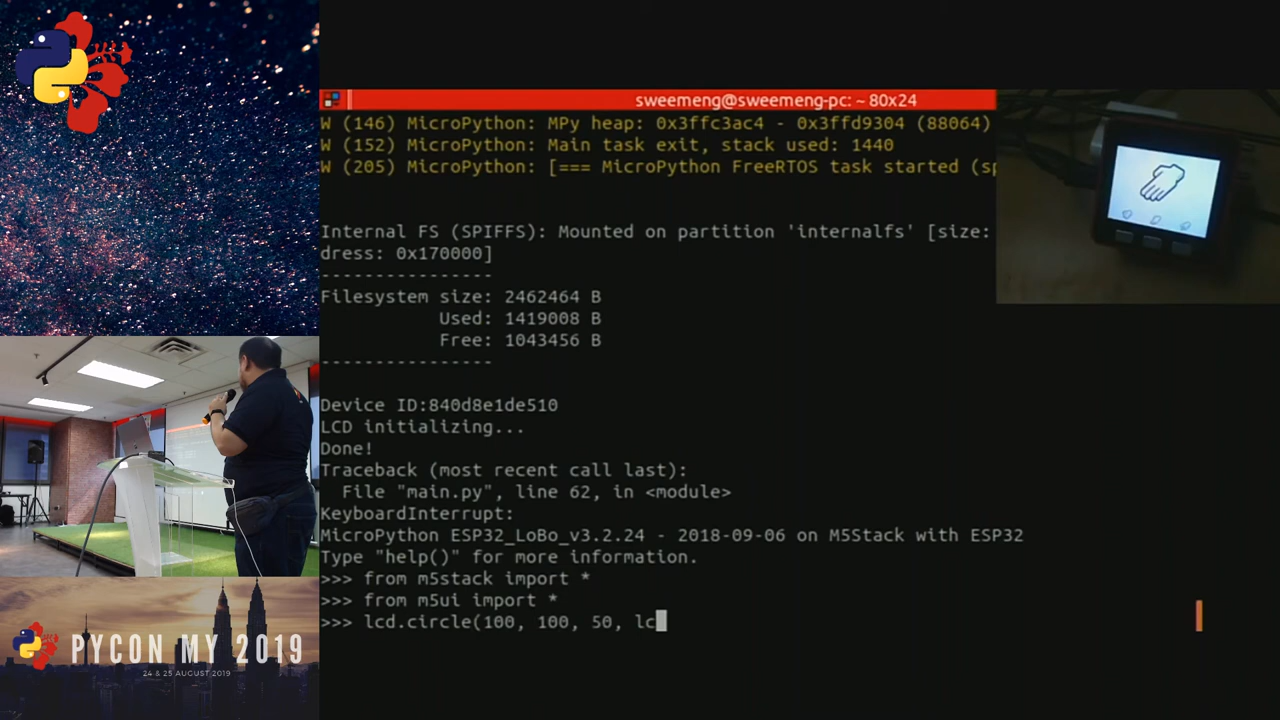 sweemeng@sweemeng-pc: ~ 80x24
W (146) MicroPython: MPy heap: 0x3ffc3ac4 - 0x3ffd9304 (88064)
W (152) MicroPython: Main task exit, stack used: 1440
W (205) MicroPython: [=== MicroPython FreeRTOS task started (sp
Internal FS (SPIFFS): Mounted on partition 'internalfs' [size:
dress: 0x170000]
----------------
Filesystem size: 2462464 B
Used: 1419008 B
Free: 1043456 B
----------------
Device ID:840d8e1de510
LCD initializing...
Done!
Traceback (most recent call last):
File "main.py", line 62, in <module>
KeyboardInterrupt:
MicroPython ESP32_LoBo_v3.2.24 - 2018-09-06 on M5Stack with ESP32
Type "help()" for more information.
>>> from m5stack import *
>>> from m5ui import *
>>> lcd.circle(100, 100, 50, lc
PYCON MY 2019
24 & 25 AUGUST 2019